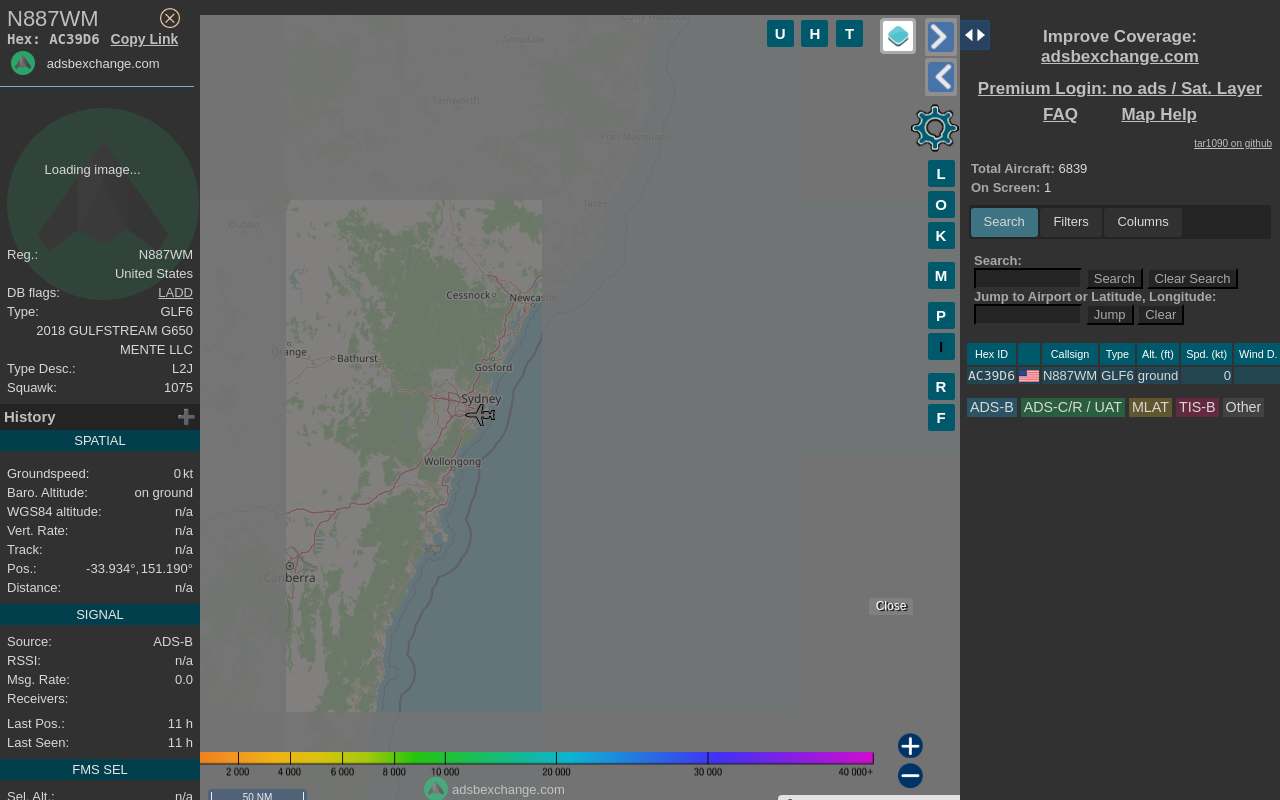 N887WM
Hex: AC39D6 Copy Link
adsbexchange.com
Loading image...
Reg.: N887WM
United States
DB flags: LADD
Type: GLF6
2018 GULFSTREAM G650
MENTE LLC
Type Desc.: L2J
Squawk: 1075
History
SPATIAL
Groundspeed: 0 kt
Baro. Altitude: on ground
WGS84 altitude: n/a
Vert. Rate: n/a
Track: n/a
Pos.: -33.934°, 151.190°
Distance: n/a
SIGNAL
Source: ADS-B
RSSI: n/a
Msg. Rate: 0.0
Receivers:
Last Pos.: 11 h
Last Seen: 11 h
FMS SEL
Sel. Alt.: n/a
Coffs Harbour
Armidale
Tamworth
Port Macquarie
Taree
Dubbo
Cessnock
Newcastle
Orange
Bathurst
Gosford
Sydney
Wollongong
Canberra
U H T
L
O
K
M
P
I
R
F
Close
2 000 4 000 6 000 8 000 10 000 20 000 30 000 40 000+
adsbexchange.com
50 NM
Improve Coverage:
adsbexchange.com
Premium Login: no ads / Sat. Layer
FAQ Map Help
tar1090 on github
Total Aircraft: 6839
On Screen: 1
Search Filters Columns
Search:
Search Clear Search
Jump to Airport or Latitude, Longitude:
Jump Clear
Hex ID Callsign Type Alt. (ft) Spd. (kt) Wind D.
AC39D6 N887WM GLF6 ground 0
ADS-B ADS-C/R / UAT MLAT TIS-B Other